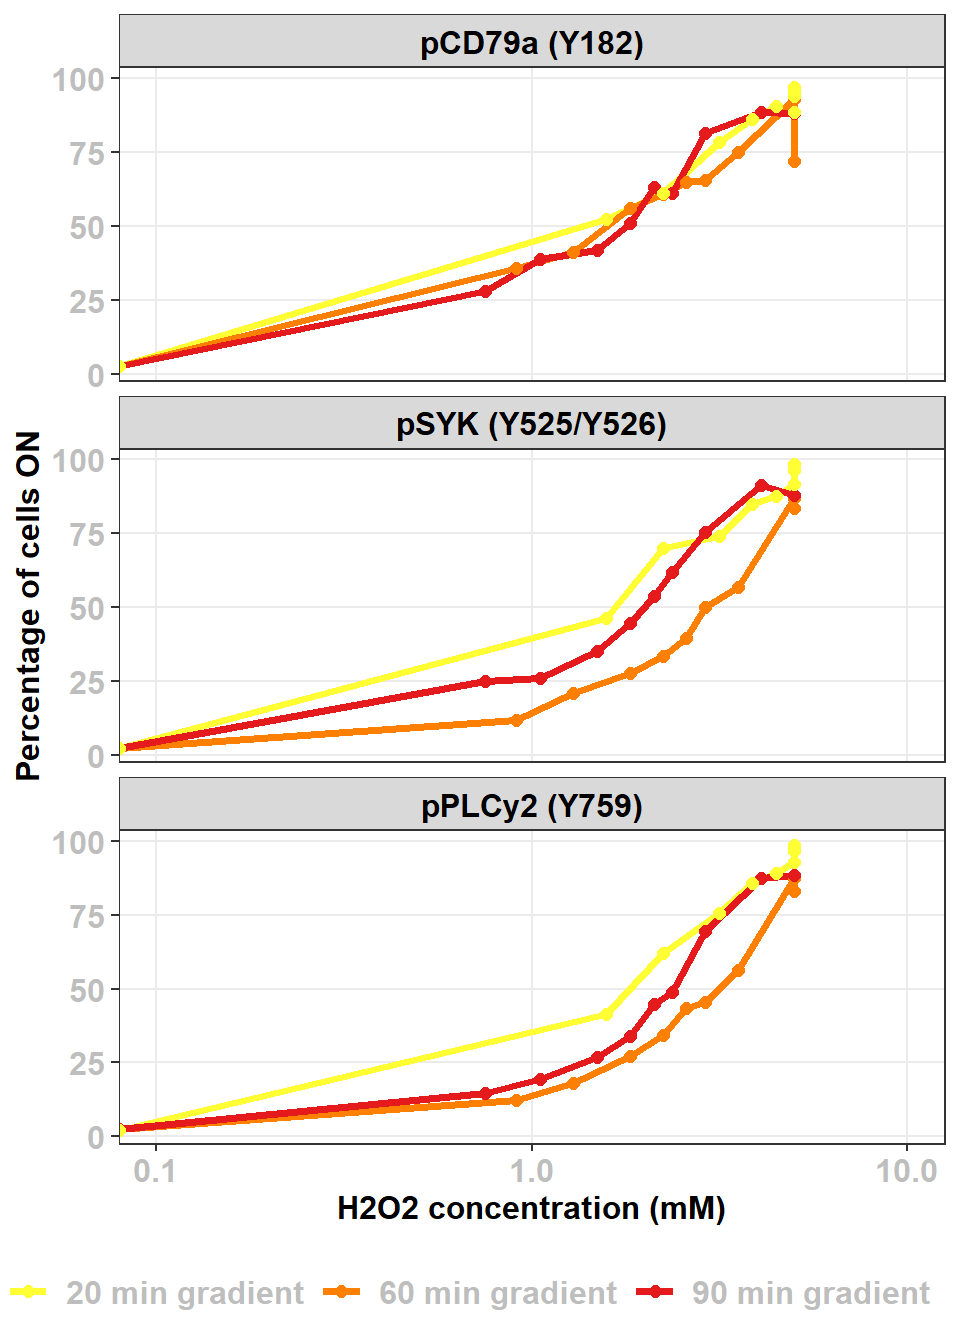 pCD79a (Y182)
100
75
50
25
0
pSYK (Y525/Y526)
100
75
50
25
0
pPLCy2 (Y759)
100
75
50
25
0
Percentage of cells ON
0.1 1.0 10.0
H2O2 concentration (mM)
20 min gradient 60 min gradient 90 min gradient